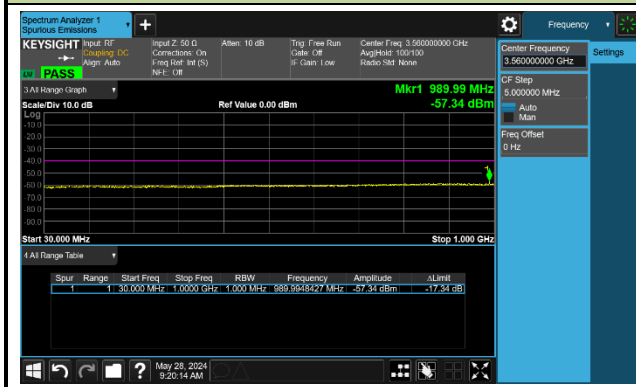 Spectrum Analyzer 1
Spurious Emissions
+
Frequency
KEYSIGHT Input: RF Input Z: 50 Ω Atten: 10 dB Trig: Free Run Center Freq: 3.560000000 GHz
Coupling: DC Corrections: On Gate: Off Avg|Hold: 100/100
Align: Auto Freq Ref: Int (S) IF Gain: Low Radio Std: None
NFE: Off
PASS
Center Frequency
3.560000000 GHz
Settings
CF Step
5.000000 MHz
Auto
Man
Freq Offset
0 Hz
3 All Range Graph
Mkr1 989.99 MHz
Scale/Div 10.0 dB Ref Value 0.00 dBm -57.34 dBm
Log
-10.0
-20.0
-30.0
-40.0
-50.0
-60.0
-70.0
-80.0
-90.0
Start 30.000 MHz Stop 1.000 GHz
4 All Range Table
Spur Range Start Freq Stop Freq RBW Frequency Amplitude ΔLimit
1 1 30.000 MHz 1.0000 GHz 1.000 MHz 989.9948427 MHz -57.34 dBm -17.34 dB
? May 28, 2024
9:20:14 AM